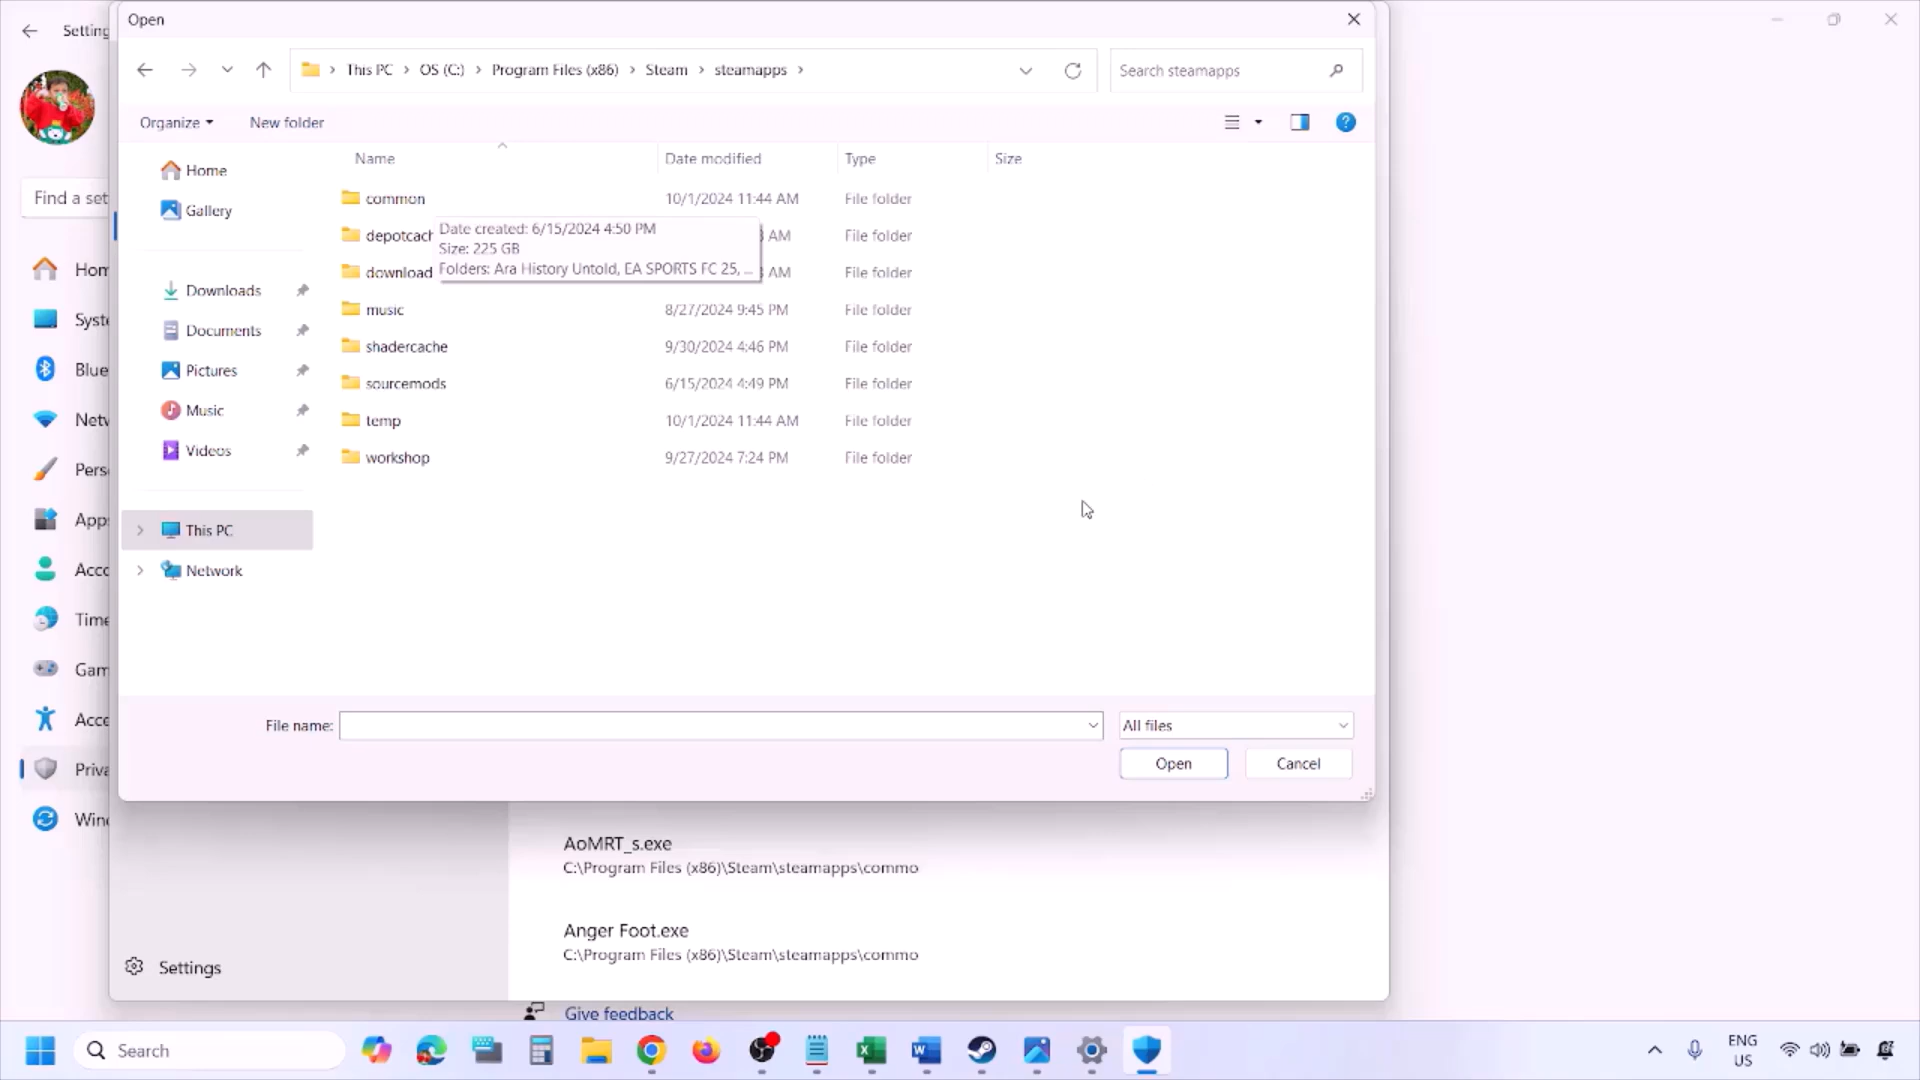 Open
Setting
This PC
OS (C:)
Program Files (x86)
Steam
steamapps
Search steamapps
Organize
New folder
Name
Date modified
Type
Size
Home
Gallery
Find a set
common
10/1/2024 11:44 AM
File folder
depotcach
AM
File folder
download
AM
File folder
Date created: 6/15/2024 4:50 PM
Size: 225 GB
Folders: Ara History Untold, EA SPORTS FC 25, ...
music
8/27/2024 9:45 PM
File folder
shadercache
9/30/2024 4:46 PM
File folder
sourcemods
6/15/2024 4:49 PM
File folder
temp
10/1/2024 11:44 AM
File folder
workshop
9/27/2024 7:24 PM
File folder
Downloads
Documents
Pictures
Music
Videos
This PC
Network
Hom
Syste
Blue
Netw
Pers
Apps
Acco
Time
Gam
Acce
Priva
Wind
File name:
All files
Open
Cancel
AoMRT_s.exe
C:\Program Files (x86)\Steam\steamapps\commo
Anger Foot.exe
C:\Program Files (x86)\Steam\steamapps\commo
Settings
Give feedback
Search
ENG
US